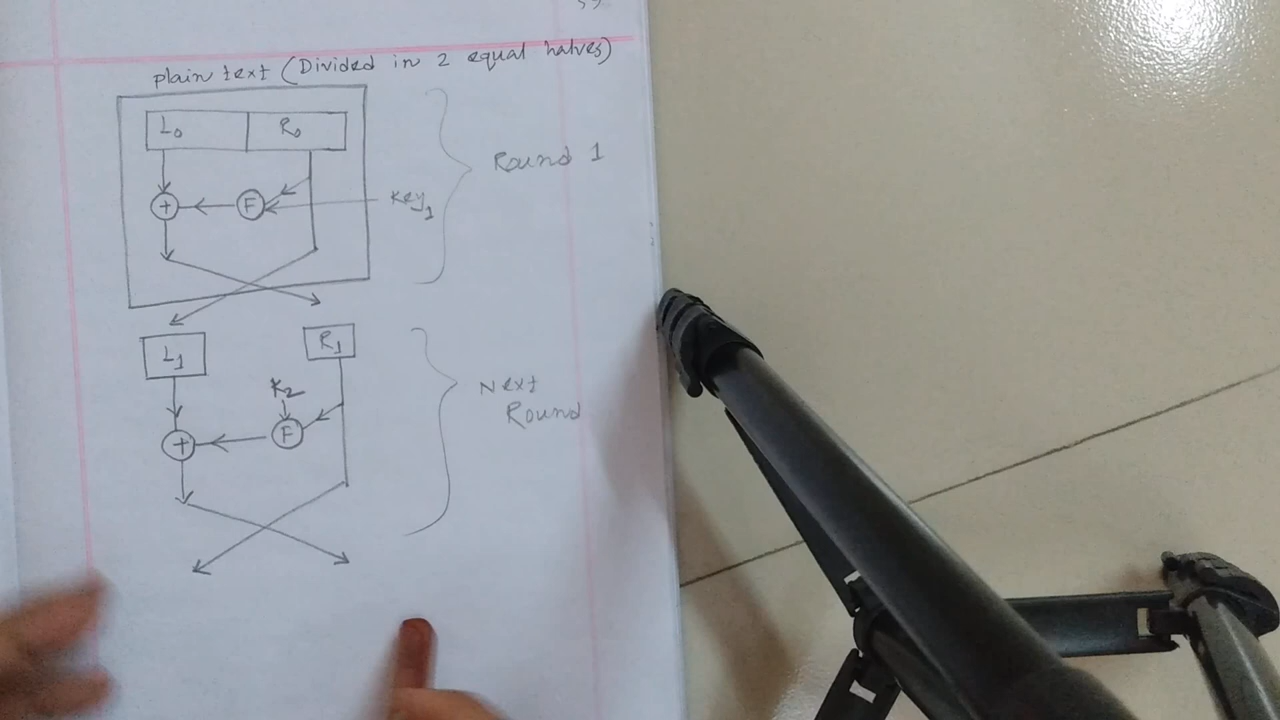 plain text (Divided in 2 equal halves)
L0 R0
Round 1
+ F
Key1
L1 R1
K2
Next
Round
+ F